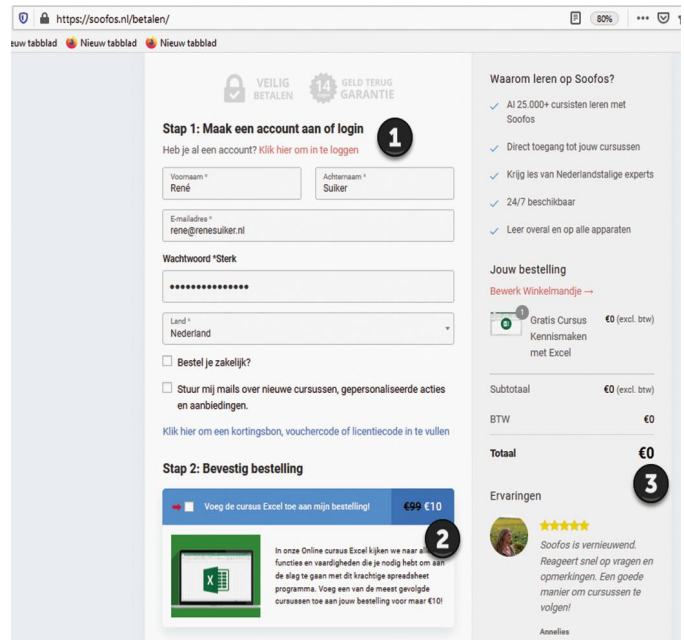 https://soofos.nl/betalen/
80%
euw tabblad Nieuw tabblad Nieuw tabblad
VEILIG
BETALEN
14
GELD TERUG
GARANTIE
Stap 1: Maak een account aan of login
1
Heb je al een account? Klik hier om in te loggen
Voornaam *
René
Achternaam *
Suiker
E-mailadres *
rene@renesuiker.nl
Wachtwoord *Sterk
•••••••••••••••
Land *
Nederland
Bestel je zakelijk?
Stuur mij mails over nieuwe cursussen, gepersonaliseerde acties
en aanbiedingen.
Klik hier om een kortingsbon, vouchercode of licentiecode in te vullen
Stap 2: Bevestig bestelling
Voeg de cursus Excel toe aan mijn bestelling!
€99 €10
2
In onze Online cursus Excel kijken we naar
functies en vaardigheden die je nodig hebt om aan
de slag te gaan met dit krachtige spreadsheet
programma. Voeg een van de meest gevolgde
cursussen toe aan jouw bestelling voor maar €10!
Waarom leren op Soofos?
Al 25.000+ cursisten leren met
Soofos
Direct toegang tot jouw cursussen
Krijg les van Nederlandstalige experts
24/7 beschikbaar
Leer overal en op alle apparaten
Jouw bestelling
Bewerk Winkelmandje →
1
Gratis Cursus
Kennismaken
met Excel
€0 (excl. btw)
Subtotaal €0 (excl. btw)
BTW €0
Totaal €0
3
Ervaringen
Soofos is vernieuwend.
Reageert snel op vragen en
opmerkingen. Een goede
manier om cursussen te
volgen!
Annelies